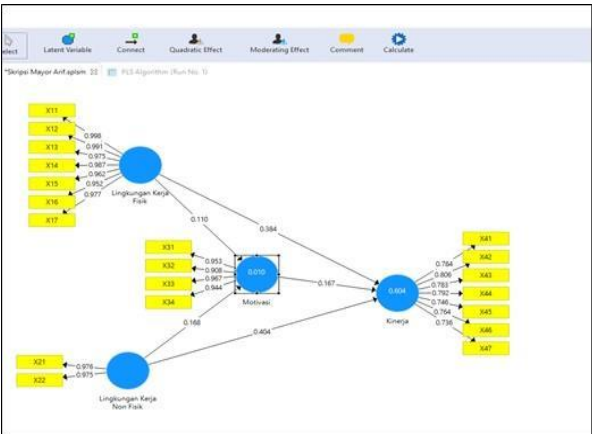 elect
Latent Variable
Connect
Quadratic Effect
Moderating Effect
Comment
Calculate
*Skripsi Mayor Arif.splsm
PLS Algorithm (Run No. 1)
X11
X12
X13
X14
X15
X16
X17
0.998
0.991
0.975
0.987
0.962
0.952
0.977
Lingkungan Kerja
Fisik
0.110
0.384
X31
X32
X33
X34
0.953
0.908
0.967
0.944
0.010
Motivasi
0.167
0.604
Kinerja
X41
X42
X43
X44
X45
X46
X47
0.764
0.806
0.783
0.792
0.746
0.764
0.736
0.168
0.404
X21
X22
0.976
0.975
Lingkungan Kerja
Non Fisik